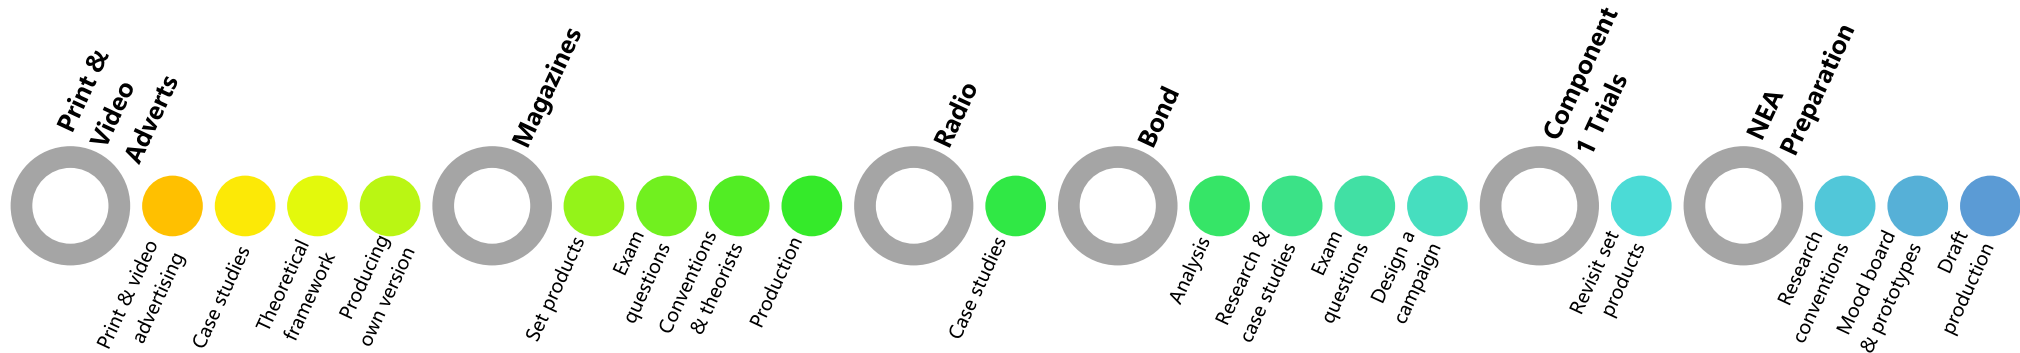 Print &
Video
Adverts
Print & video
advertising
Case studies
Theoretical
framework
Producing
own version
Magazines
Set products
Exam
questions
Conventions
& theorists
Production
Radio
Case studies
Bond
Analysis
Research &
case studies
Exam
questions
Design a
campaign
Component
1 Trials
Revisit set
products
NEA
Preparation
Research
conventions
Mood board
& prototypes
Draft
production